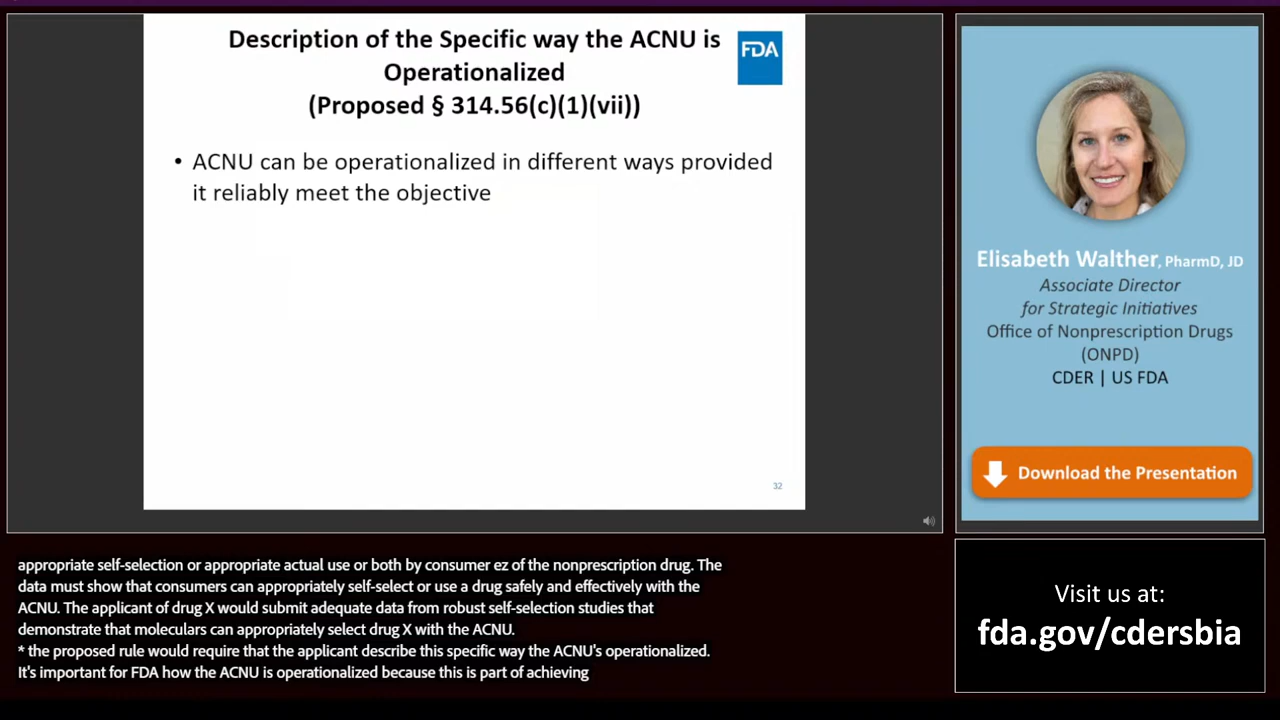 Description of the Specific way the ACNU is
Operationalized
(Proposed § 314.56(c)(1)(vii))
FDA
• ACNU can be operationalized in different ways provided
it reliably meet the objective
32
Elisabeth Walther, PharmD, JD
Associate Director
for Strategic Initiatives
Office of Nonprescription Drugs
(ONPD)
CDER | US FDA
Download the Presentation
appropriate self-selection or appropriate actual use or both by consumer ez of the nonprescription drug. The
data must show that consumers can appropriately self-select or use a drug safely and effectively with the
ACNU. The applicant of drug X would submit adequate data from robust self-selection studies that
demonstrate that moleculars can appropriately select drug X with the ACNU.
* the proposed rule would require that the applicant describe this specific way the ACNU's operationalized.
It's important for FDA how the ACNU is operationalized because this is part of achieving
Visit us at:
fda.gov/cdersbia